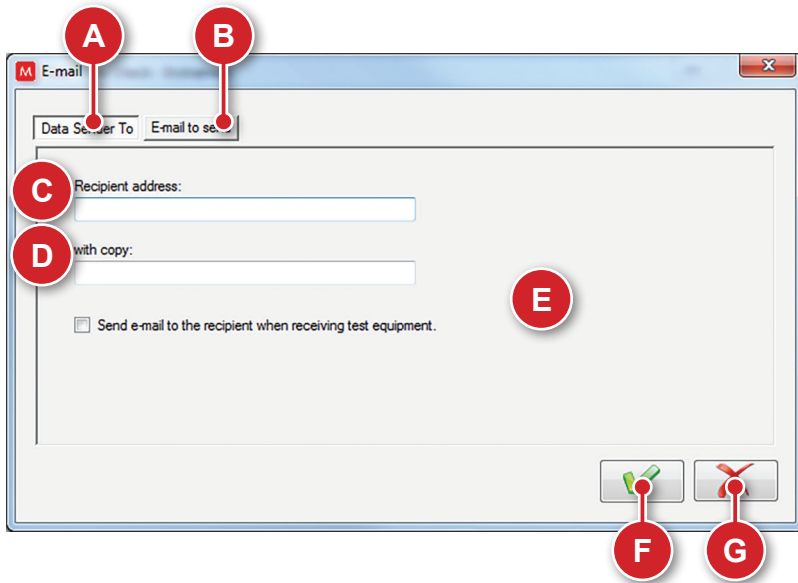 A
B
M E-mail
Data Sender To
E-mail to send
C
Recipient address:
D
with copy:
E
Send e-mail to the recipient when receiving test equipment.
F
G